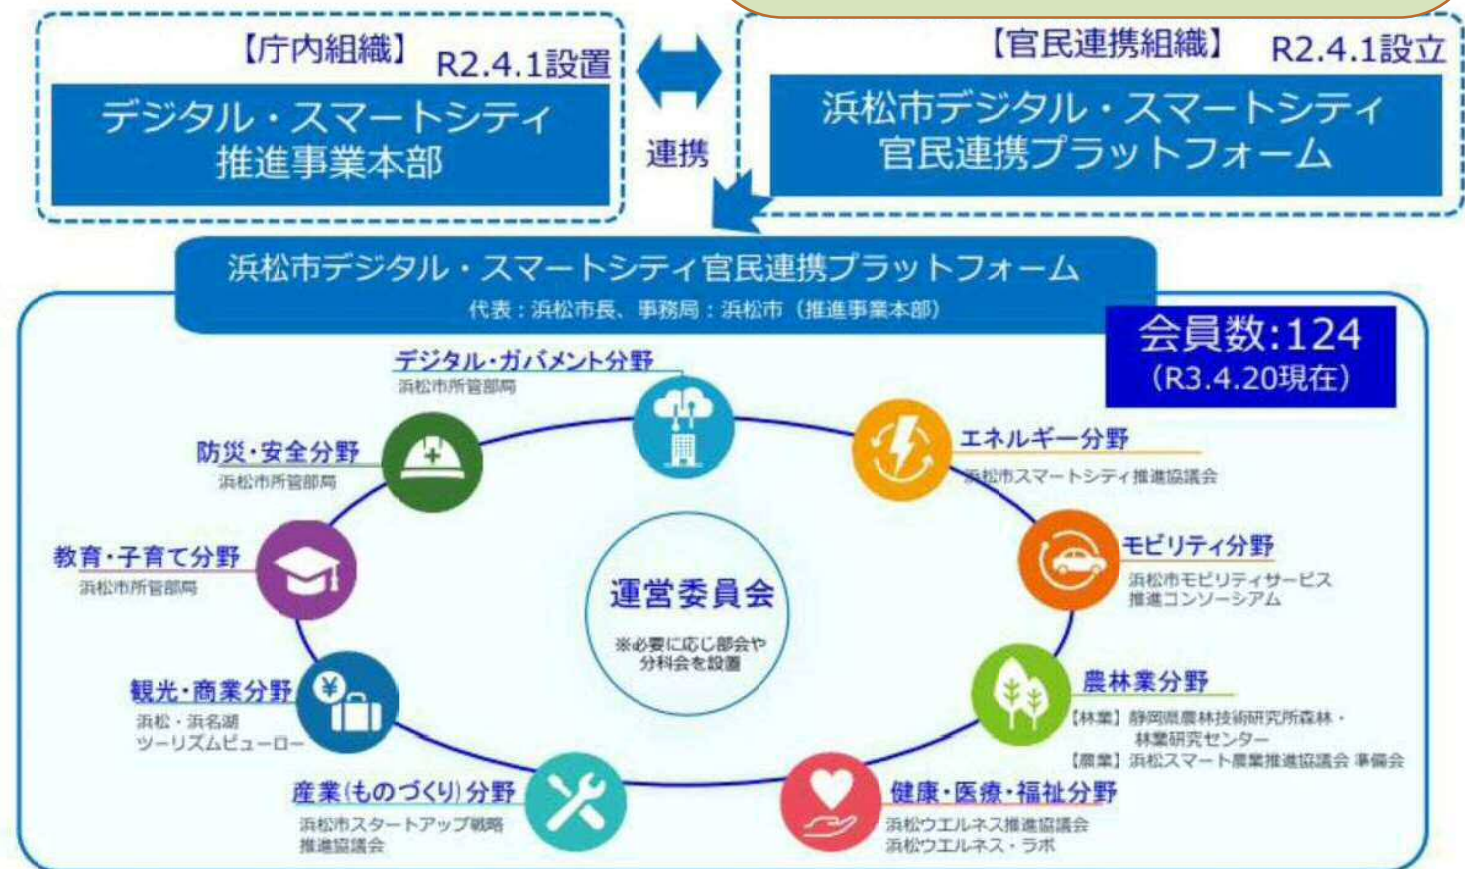 【庁内組織】 R2.4.1設置
デジタル・スマートシティ
推進事業本部
連携
【官民連携組織】 R2.4.1設立
浜松市デジタル・スマートシティ
官民連携プラットフォーム
浜松市デジタル・スマートシティ官民連携プラットフォーム
代表：浜松市長、事務局：浜松市（推進事業本部）
会員数:124
（R3.4.20現在）
デジタル・ガバメント分野
浜松市所管部局
エネルギー分野
浜松市スマートシティ推進協議会
防災・安全分野
浜松市所管部局
モビリティ分野
浜松市モビリティサービス
推進コンソーシアム
教育・子育て分野
浜松市所管部局
運営委員会
※必要に応じ部会や
分科会を設置
農林業分野
【林業】静岡県農林技術研究所森林・
林業研究センター
【農業】浜松スマート農業推進協議会 準備会
観光・商業分野
浜松・浜名湖
ツーリズムビューロー
¥
産業(ものづくり)分野
浜松市スタートアップ戦略
推進協議会
健康・医療・福祉分野
浜松ウエルネス推進協議会
浜松ウエルネス・ラボ